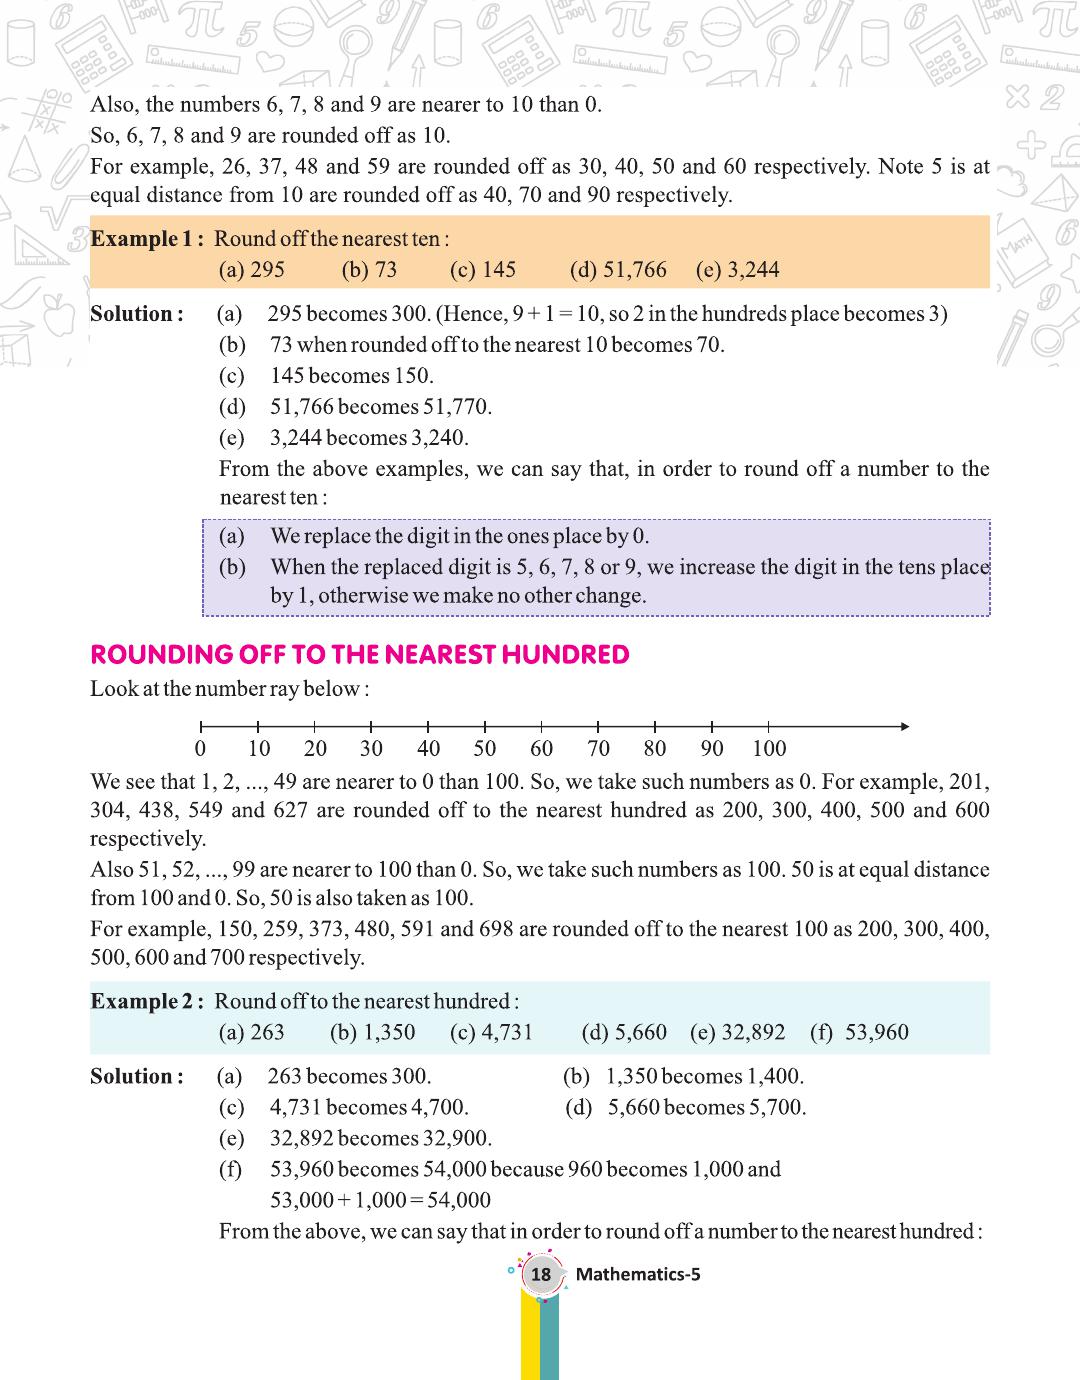 Also, the numbers 6, 7, 8 and 9 are nearer to 10 than 0.
So, 6, 7, 8 and 9 are rounded off as 10.
For example, 26, 37, 48 and 59 are rounded off as 30, 40, 50 and 60 respectively. Note 5 is at
equal distance from 10 are rounded off as 40, 70 and 90 respectively.
Example 1 : Round off the nearest ten :
(a) 295 (b) 73 (c) 145 (d) 51,766 (e) 3,244
Solution : (a) 295 becomes 300. (Hence, 9 + 1 = 10, so 2 in the hundreds place becomes 3)
(b) 73 when rounded off to the nearest 10 becomes 70.
(c) 145 becomes 150.
(d) 51,766 becomes 51,770.
(e) 3,244 becomes 3,240.
From the above examples, we can say that, in order to round off a number to the
nearest ten :
(a) We replace the digit in the ones place by 0.
(b) When the replaced digit is 5, 6, 7, 8 or 9, we increase the digit in the tens place
by 1, otherwise we make no other change.
ROUNDING OFF TO THE NEAREST HUNDRED
Look at the number ray below :
0 10 20 30 40 50 60 70 80 90 100
We see that 1, 2, ..., 49 are nearer to 0 than 100. So, we take such numbers as 0. For example, 201,
304, 438, 549 and 627 are rounded off to the nearest hundred as 200, 300, 400, 500 and 600
respectively.
Also 51, 52, ..., 99 are nearer to 100 than 0. So, we take such numbers as 100. 50 is at equal distance
from 100 and 0. So, 50 is also taken as 100.
For example, 150, 259, 373, 480, 591 and 698 are rounded off to the nearest 100 as 200, 300, 400,
500, 600 and 700 respectively.
Example 2 : Round off to the nearest hundred :
(a) 263 (b) 1,350 (c) 4,731 (d) 5,660 (e) 32,892 (f) 53,960
Solution : (a) 263 becomes 300. (b) 1,350 becomes 1,400.
(c) 4,731 becomes 4,700. (d) 5,660 becomes 5,700.
(e) 32,892 becomes 32,900.
(f) 53,960 becomes 54,000 because 960 becomes 1,000 and
53,000 + 1,000 = 54,000
From the above, we can say that in order to round off a number to the nearest hundred :
18 Mathematics-5